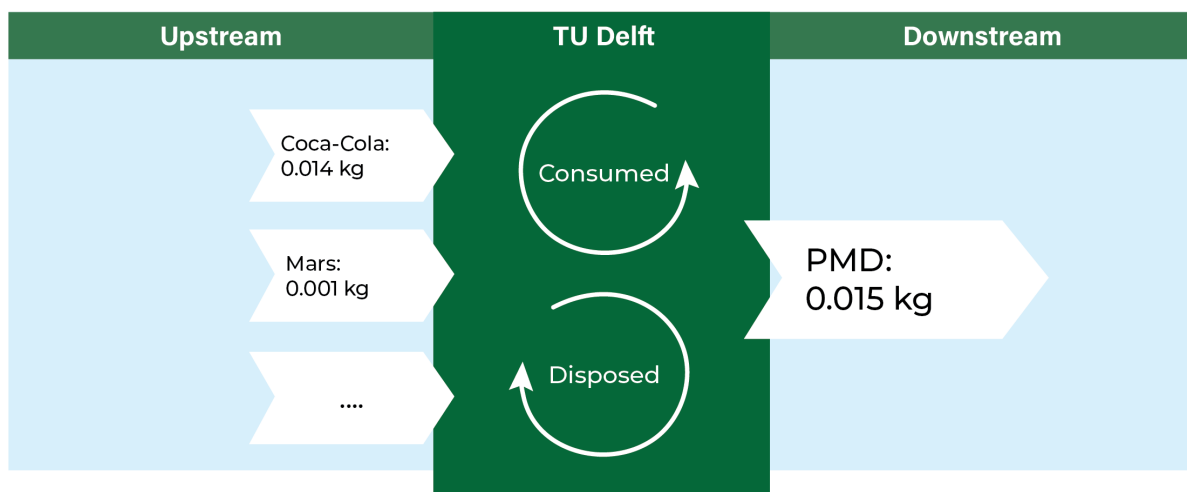 Upstream
TU Delft
Downstream
Coca-Cola:
0.014 kg
Consumed
Mars:
0.001 kg
PMD:
0.015 kg
Disposed
....